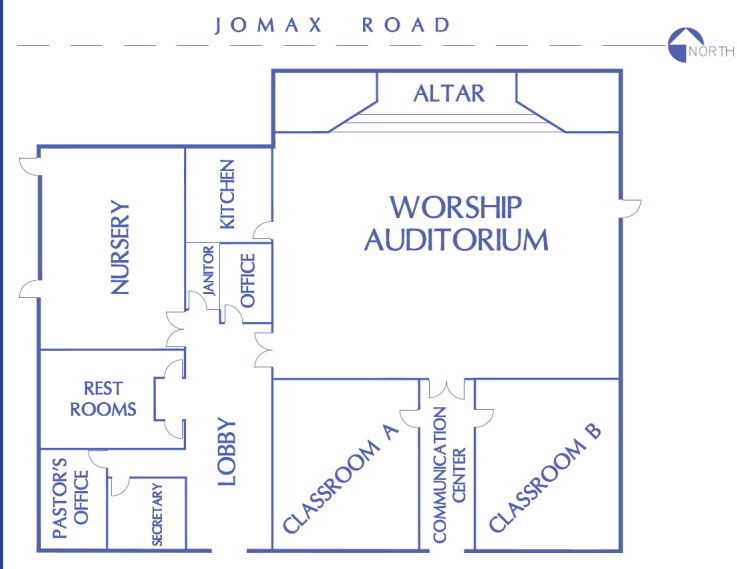 JOMAX ROAD
NORTH
ALTAR
WORSHIP
AUDITORIUM
KITCHEN
NURSERY
JANITOR
OFFICE
REST
ROOMS
LOBBY
CLASSROOM A
COMMUNICATION
CENTER
CLASSROOM B
PASTOR'S
OFFICE
SECRETARY